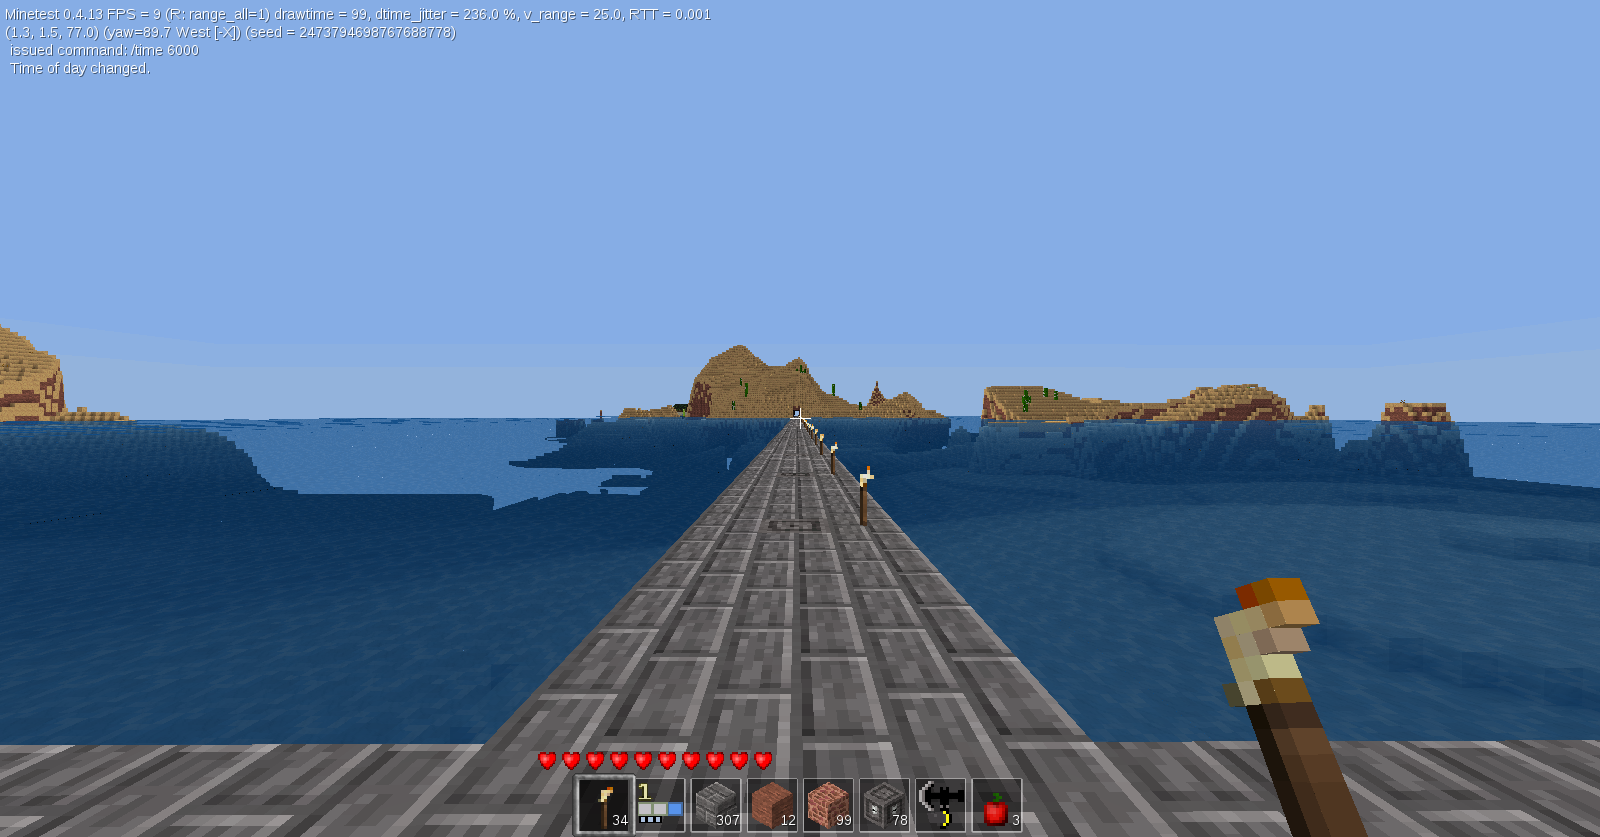 Minetest 0.4.13 FPS = 9 (R: range_all=1) drawtime = 99, dtime_jitter = 236.0 %, v_range = 25.0, RTT = 0.001
(1.3, 1.5, 77.0) (yaw=89.7 West [-X]) (seed = 2473794698767688778)
issued command: /time 6000
Time of day changed.
34 1 307 12 99 78 3